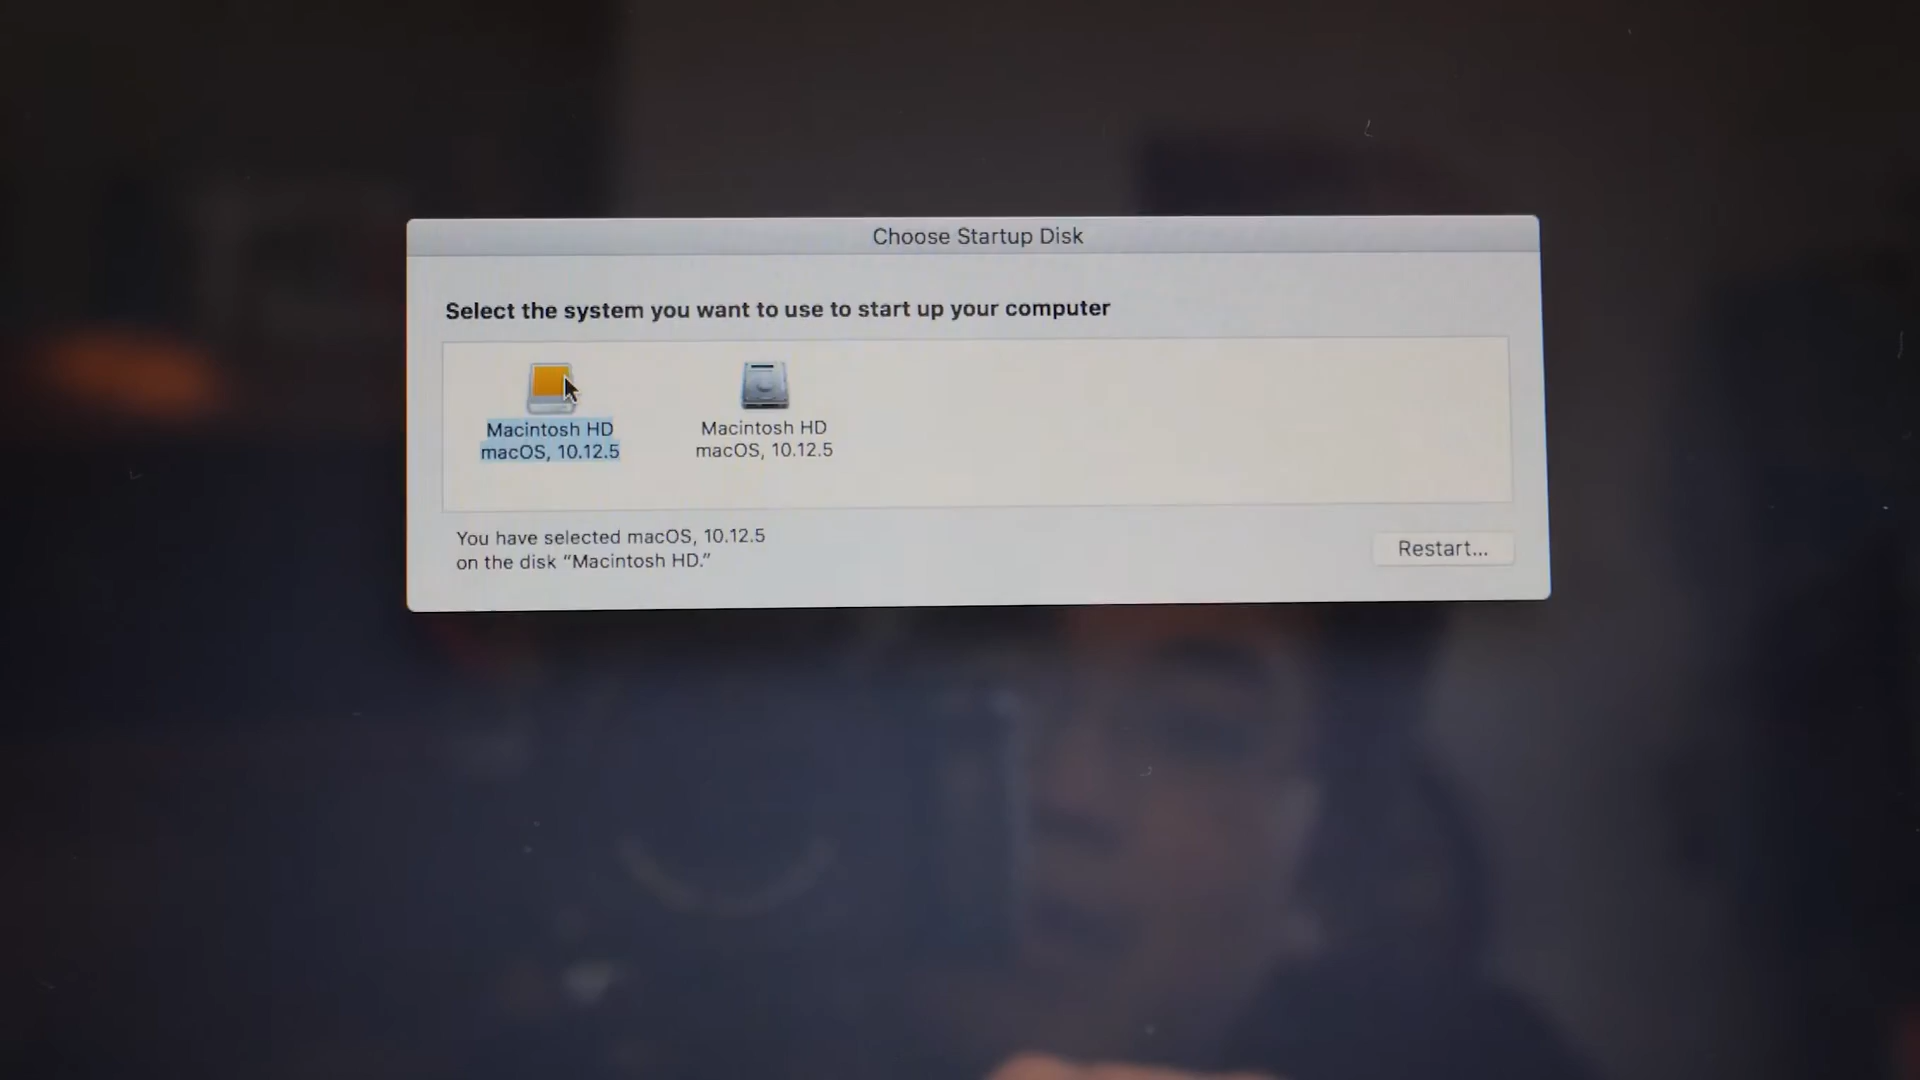 Choose Startup Disk
Select the system you want to use to start up your computer
Macintosh HD
macOS, 10.12.5
Macintosh HD
macOS, 10.12.5
You have selected macOS, 10.12.5
on the disk “Macintosh HD.”
Restart...